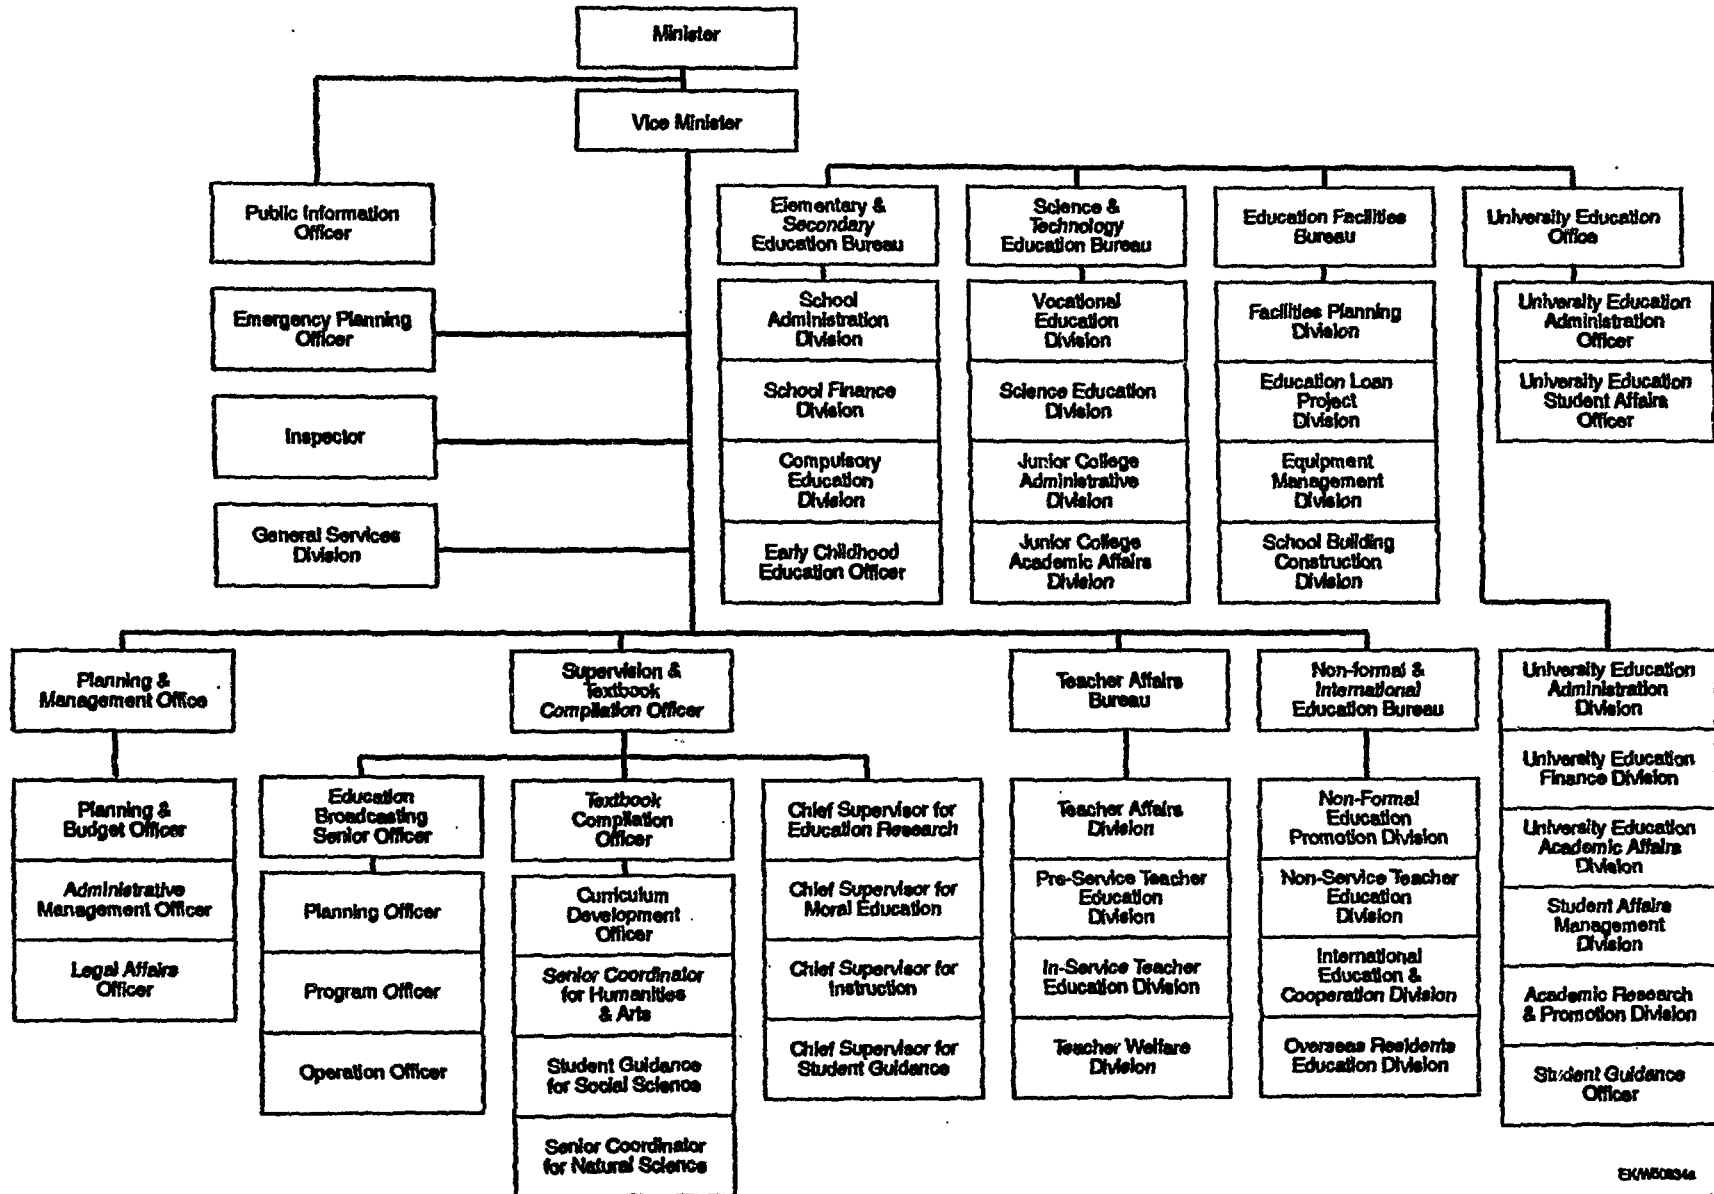 Minister
Vice Minister
Public Information
Officer
Emergency Planning
Officer
Inspector
General Services
Division
Elementary &
Secondary
Education Bureau
School
Administration
Division
School Finance
Division
Compulsory
Education
Division
Early Childhood
Education Officer
Science &
Technology
Education Bureau
Vocational
Education
Division
Science Education
Division
Junior College
Administrative
Division
Junior College
Academic Affairs
Division
Education Facilities
Bureau
Facilities Planning
Division
Education Loan
Project
Division
Equipment
Management
Division
School Building
Construction
Division
University Education
Office
University Education
Administration
Officer
University Education
Student Affairs
Officer
Planning &
Management Office
Planning &
Budget Officer
Administrative
Management Officer
Legal Affairs
Officer
Supervision &
Textbook
Compilation Officer
Education
Broadcasting
Senior Officer
Planning Officer
Program Officer
Operation Officer
Textbook
Compilation
Officer
Curriculum
Development
Officer
Senior Coordinator
for Humanities
& Arts
Student Guidance
for Social Science
Senior Coordinator
for Natural Science
Chief Supervisor for
Education Research
Chief Supervisor for
Moral Education
Chief Supervisor for
Instruction
Chief Supervisor for
Student Guidance
Teacher Affairs
Bureau
Teacher Affairs
Division
Pre-Service Teacher
Education
Division
In-Service Teacher
Education Division
Teacher Welfare
Division
Non-formal &
International
Education Bureau
Non-Formal
Education
Promotion Division
Non-Service Teacher
Education
Division
International
Education &
Cooperation Division
Overseas Residents
Education Division
University Education
Administration
Division
University Education
Finance Division
University Education
Academic Affairs
Division
Student Affairs
Management
Division
Academic Research
& Promotion Division
Student Guidance
Officer